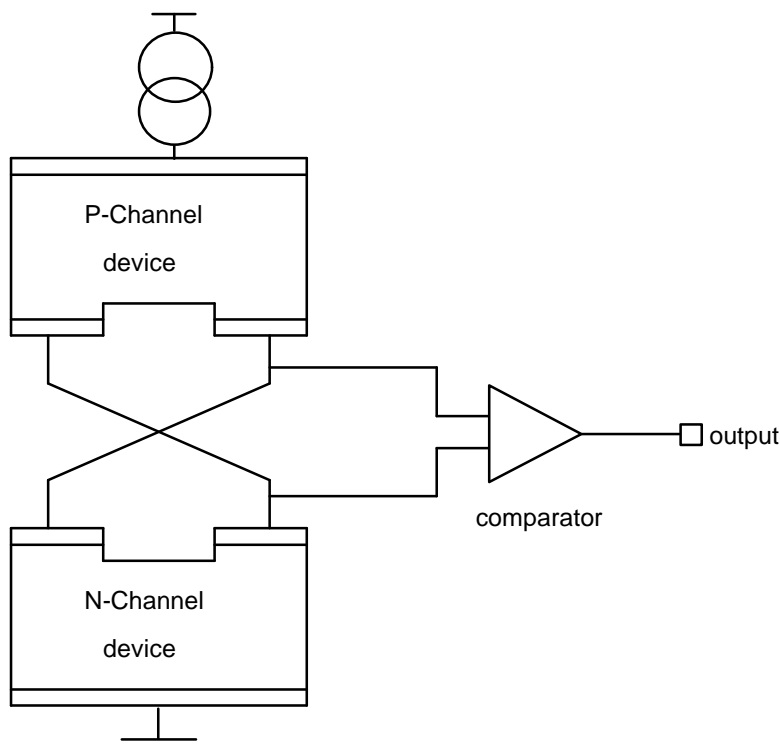 P-Channel
device
output
comparator
N-Channel
device